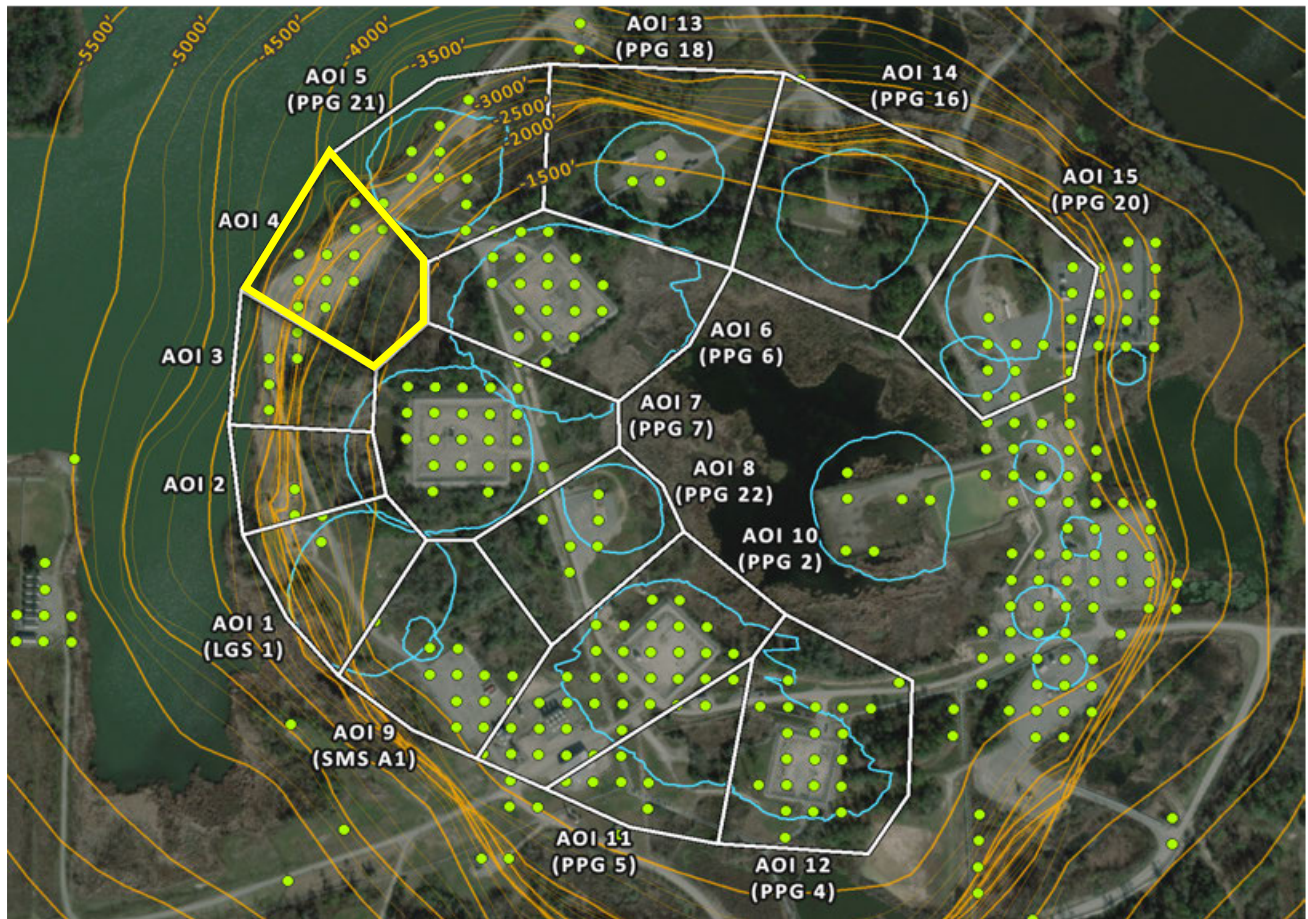 -5500'
-5000'
-4500'
-4000'
-3500'
-3000'
-2500'
-2000'
-1500'
AOI 13
(PPG 18)
AOI 5
(PPG 21)
AOI 14
(PPG 16)
AOI 15
(PPG 20)
AOI 4
AOI 6
(PPG 6)
AOI 3
AOI 7
(PPG 7)
AOI 8
(PPG 22)
AOI 2
AOI 10
(PPG 2)
AOI 1
(LGS 1)
AOI 9
(SMS A1)
AOI 11
(PPG 5)
AOI 12
(PPG 4)